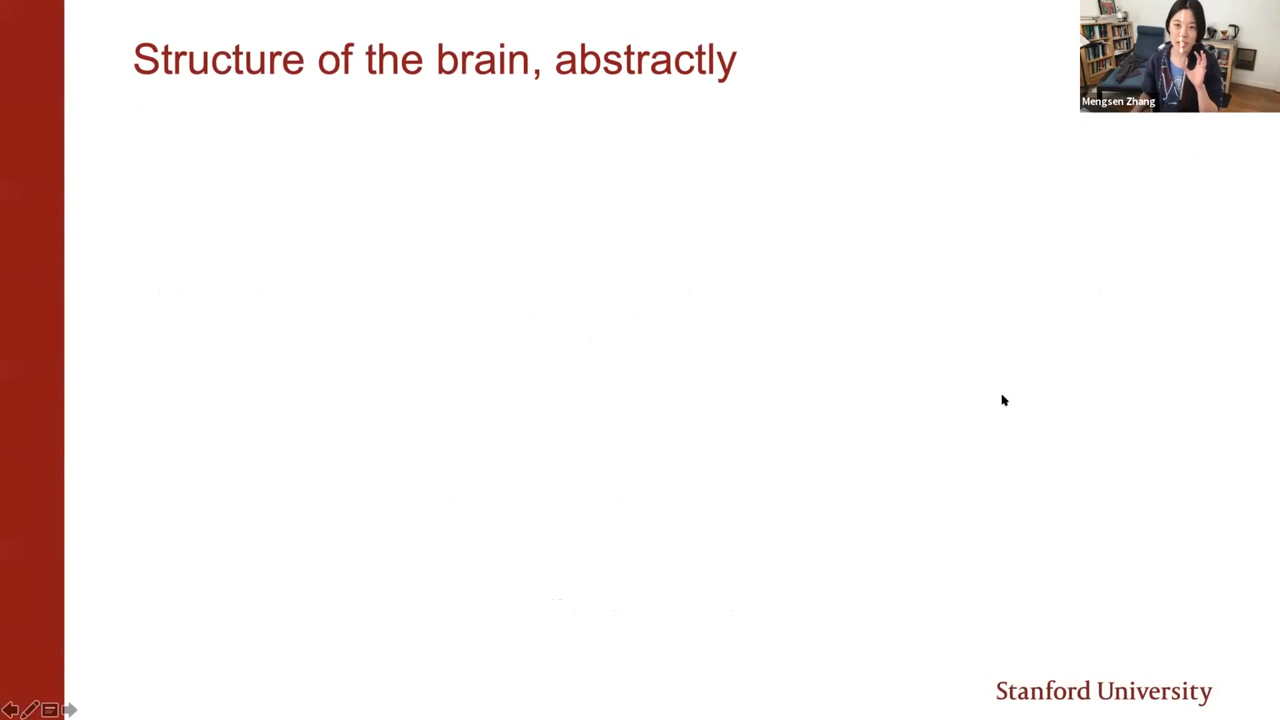 Structure of the brain, abstractly
Mengsen Zhang
Stanford University